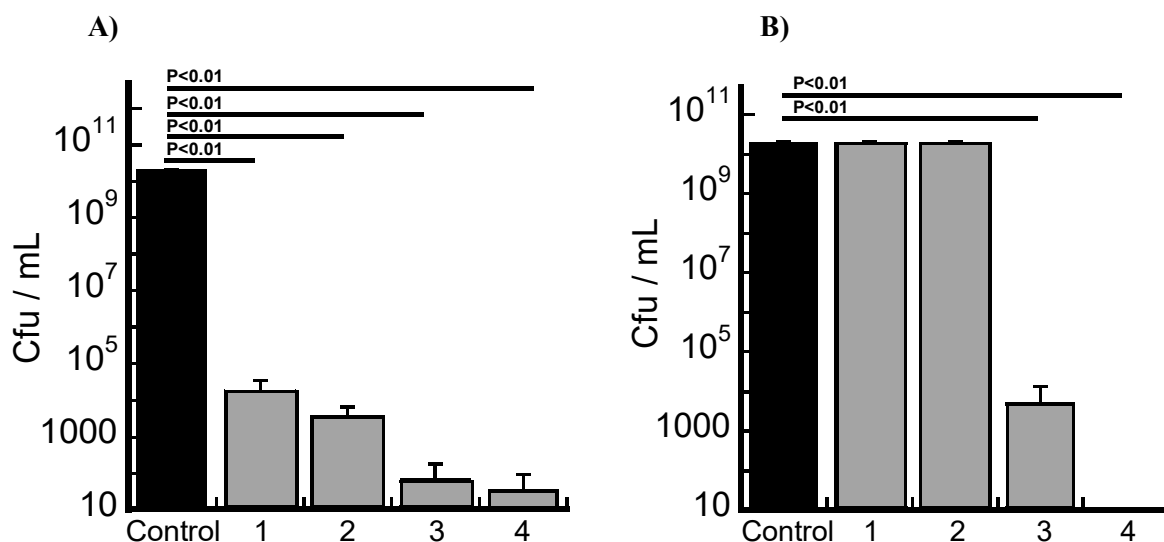 A)
P<0.01
P<0.01
P<0.01
P<0.01
10^11
10^9
10^7
10^5
1000
10
Cfu / mL
Control 1 2 3 4
B)
P<0.01
P<0.01
10^11
10^9
10^7
10^5
1000
10
Cfu / mL
Control 1 2 3 4